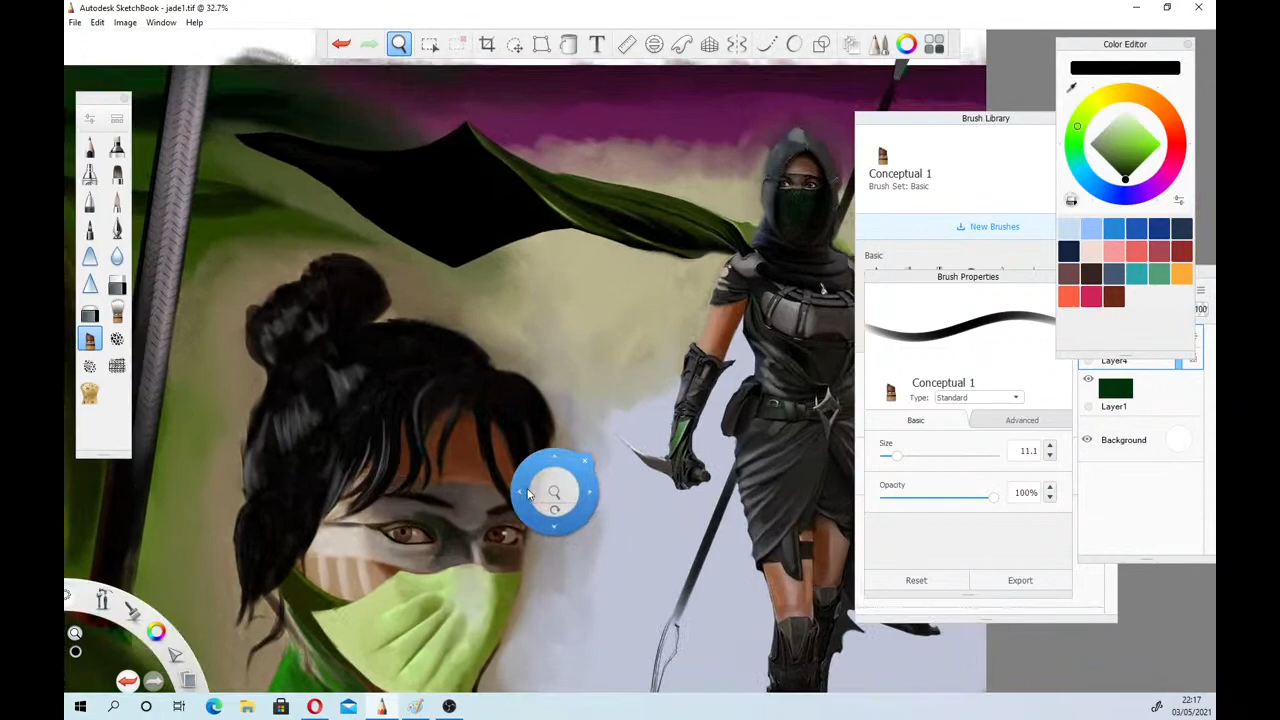 Autodesk SketchBook - jade1.tif @ 32.7%
File Edit Image Window Help
Color Editor
Brush Library
Conceptual 1
Brush Set: Basic
New Brushes
Basic
Brush Properties
Conceptual 1
Type: Standard
Basic Advanced
Size
11.1
Opacity
100%
Reset Export
100
Layer4
Layer1
Background
22:17
03/05/2021